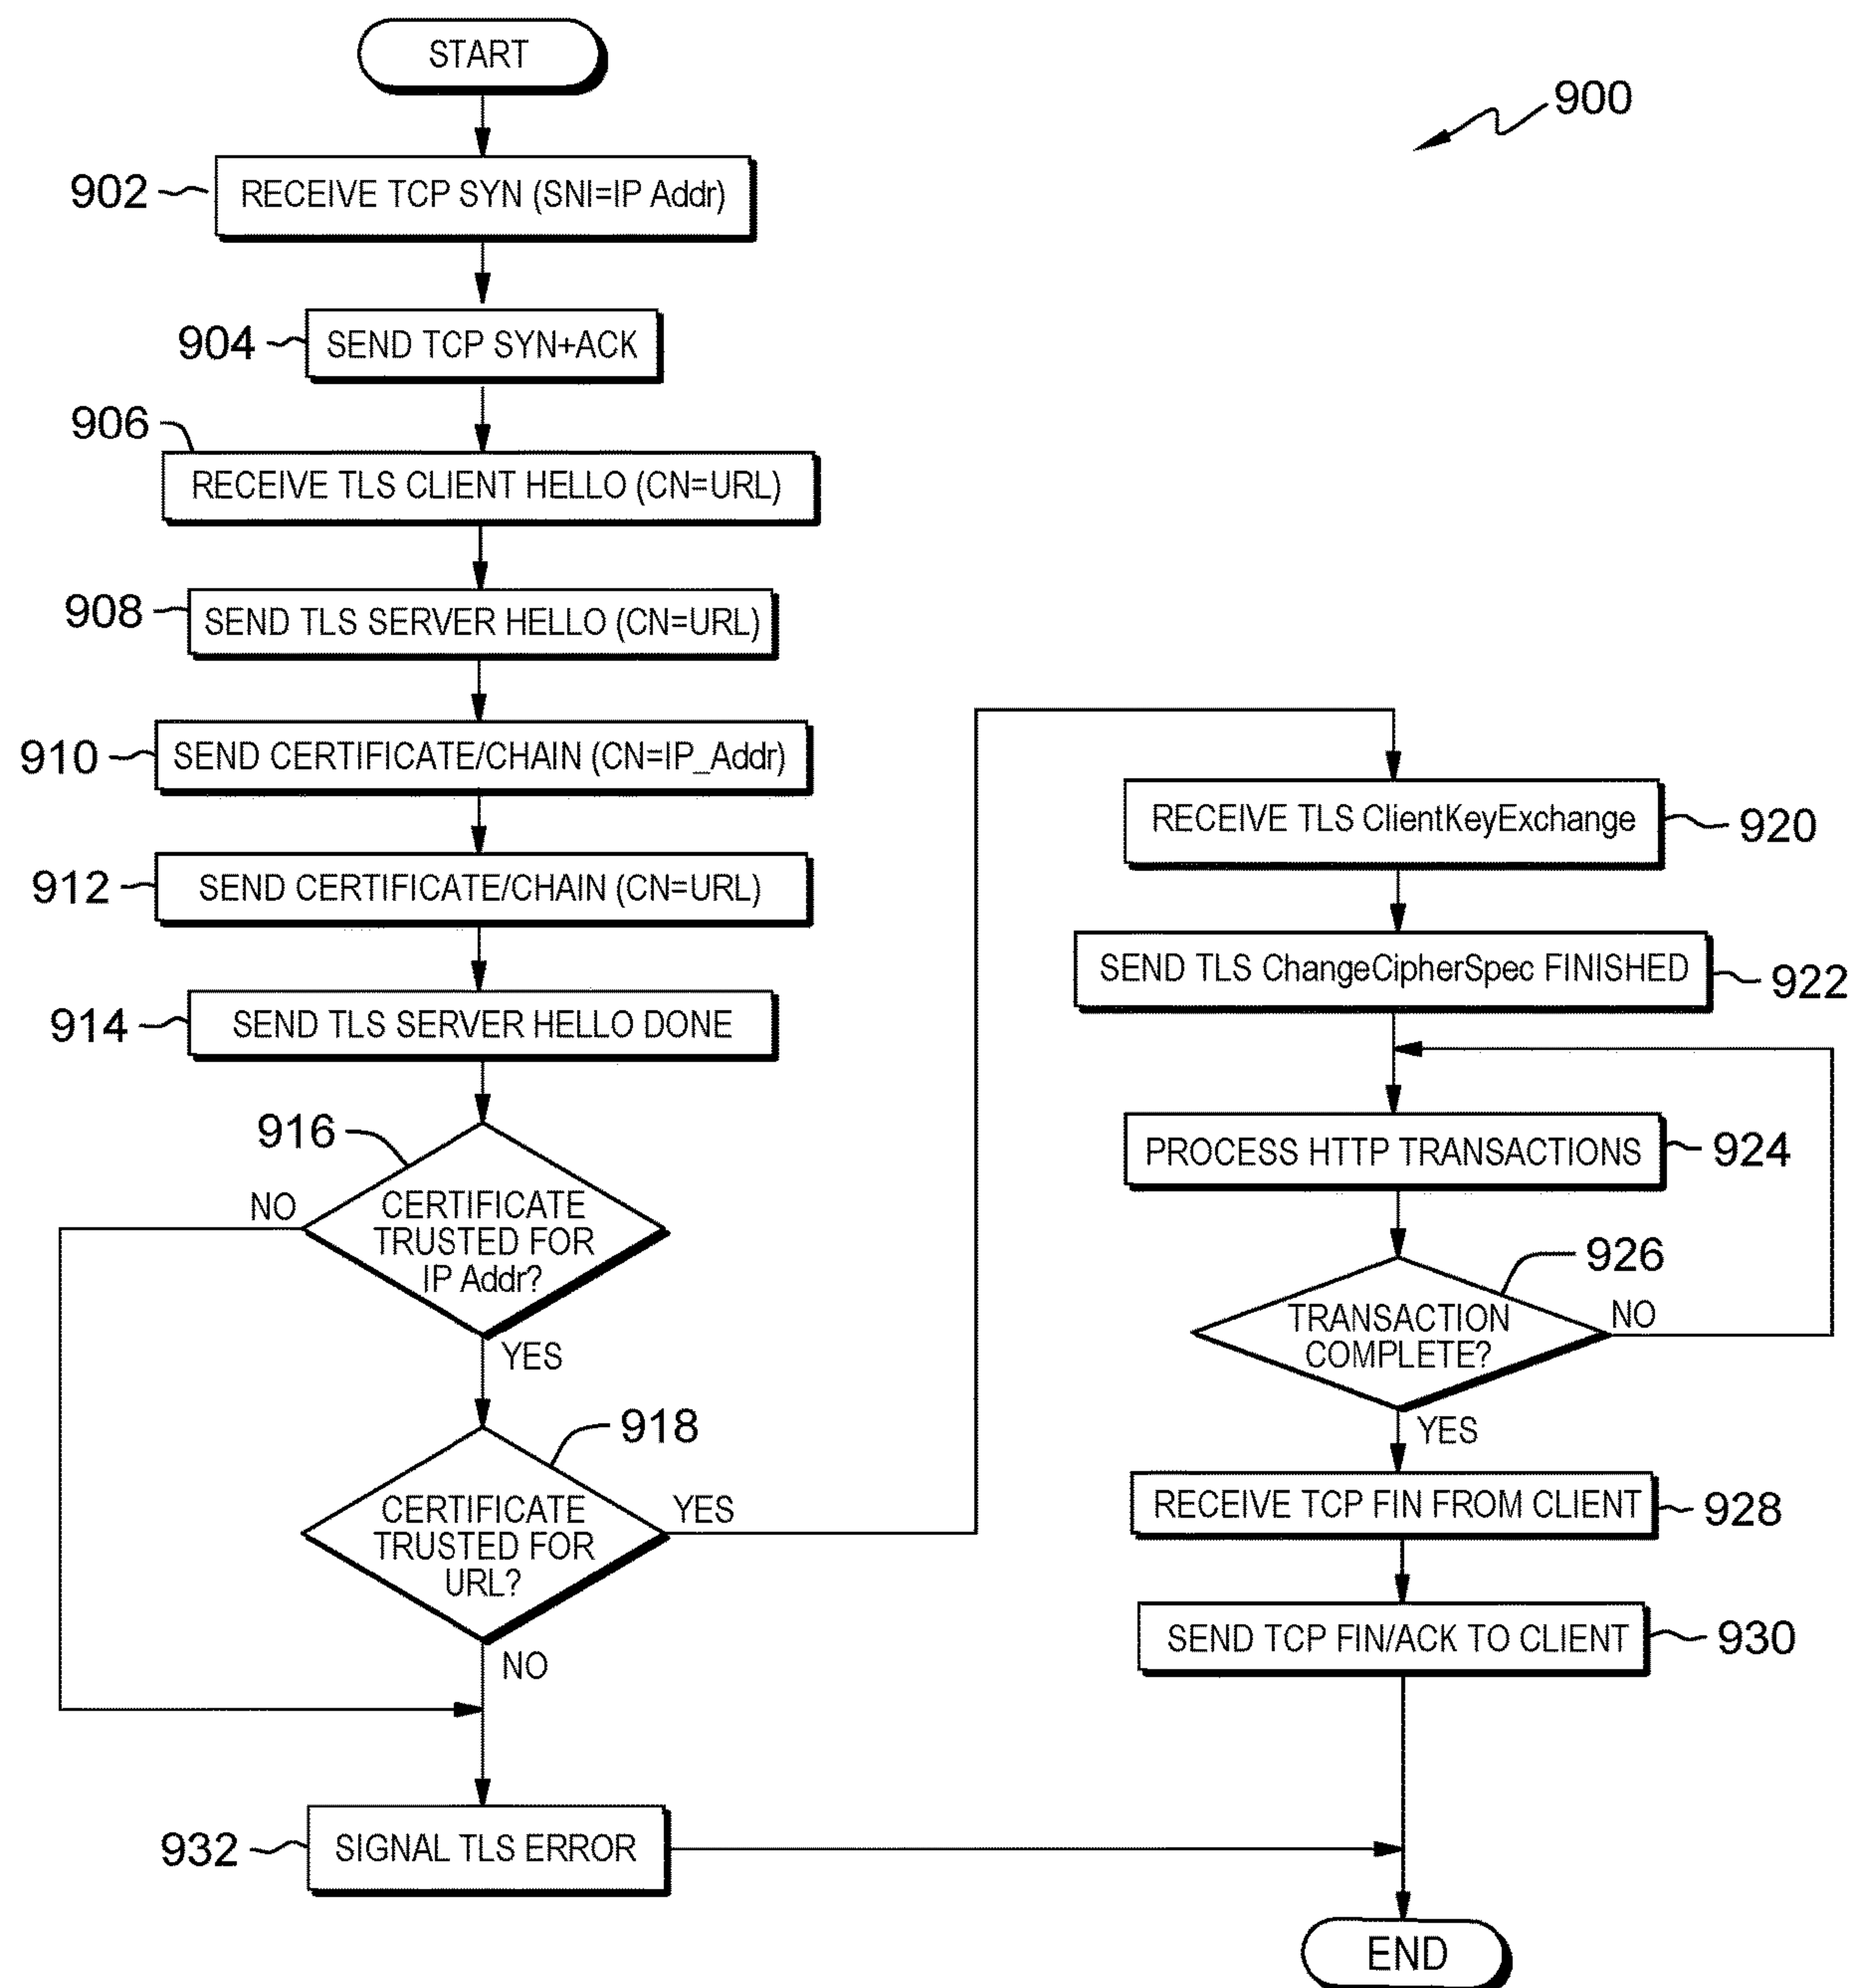 START
900
902
RECEIVE TCP SYN (SNI=IP Addr)
904
SEND TCP SYN+ACK
906
RECEIVE TLS CLIENT HELLO (CN=URL)
908
SEND TLS SERVER HELLO (CN=URL)
910
SEND CERTIFICATE/CHAIN (CN=IP_Addr)
912
SEND CERTIFICATE/CHAIN (CN=URL)
914
SEND TLS SERVER HELLO DONE
916
NO
CERTIFICATE
TRUSTED FOR
IP Addr?
YES
918
CERTIFICATE
TRUSTED FOR
URL?
YES
NO
932
SIGNAL TLS ERROR
RECEIVE TLS ClientKeyExchange
920
SEND TLS ChangeCipherSpec FINISHED
922
PROCESS HTTP TRANSACTIONS
924
926
TRANSACTION
COMPLETE?
NO
YES
RECEIVE TCP FIN FROM CLIENT
928
SEND TCP FIN/ACK TO CLIENT
930
END